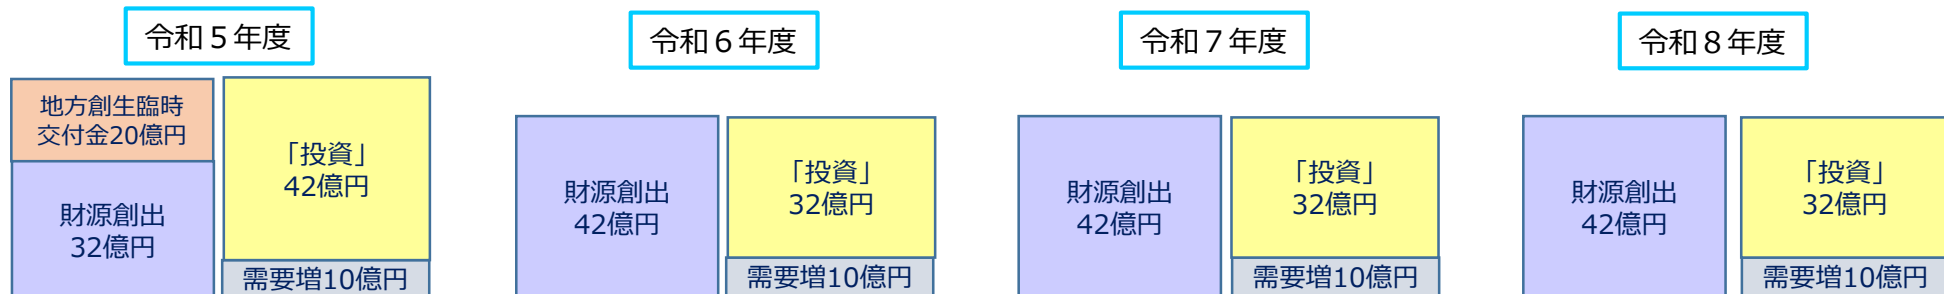 令和５年度
地方創生臨時
交付金20億円
財源創出
32億円
「投資」
42億円
需要増10億円
令和６年度
財源創出
42億円
「投資」
32億円
需要増10億円
令和７年度
財源創出
42億円
「投資」
32億円
需要増10億円
令和８年度
財源創出
42億円
「投資」
32億円
需要増10億円